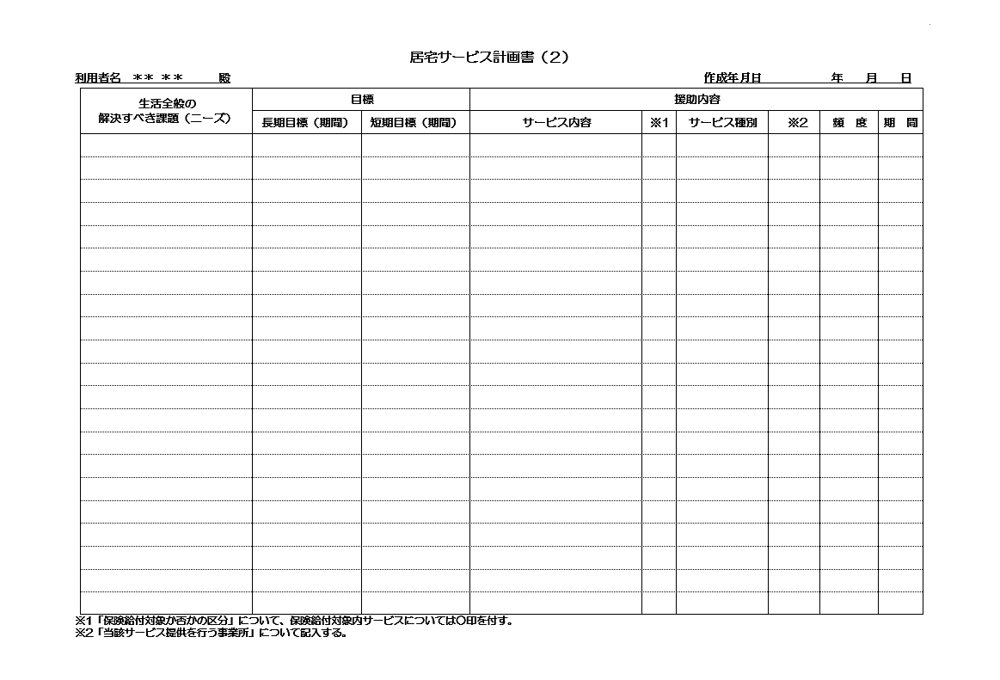 居宅サービス計画書（２）
利用者名　＊＊ ＊＊　　殿　作成年月日　　年　月　日
生活全般の
解決すべき課題（ニーズ）
目標　援助内容
長期目標（期間）　短期目標（期間）　サービス内容　※1　サービス種別　※2　頻　度　期　間
※1「保険給付対象か否かの区分」について、保険給付対象内サービスについては〇印を付す。
※2「当該サービス提供を行う事業所」について記入する。